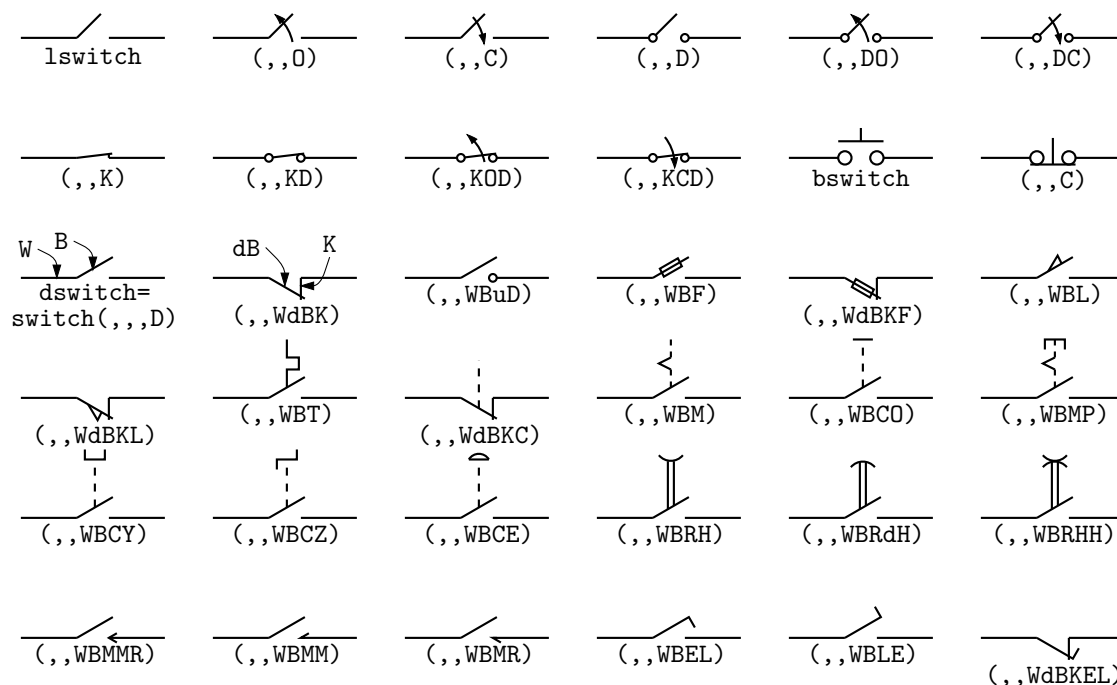 lswitch
(,,O)
(,,C)
(,,D)
(,,DO)
(,,DC)
(,,K)
(,,KD)
(,,KOD)
(,,KCD)
bswitch
(,,C)
W
B
dswitch=
switch(,,,D)
dB
K
(,,WdBK)
(,,WBuD)
(,,WBF)
(,,WdBKF)
(,,WBL)
(,,WdBKL)
(,,WBT)
(,,WdBKC)
(,,WBM)
(,,WBCO)
(,,WBMP)
(,,WBCY)
(,,WBCZ)
(,,WBCE)
(,,WBRH)
(,,WBRdH)
(,,WBRHH)
(,,WBMMR)
(,,WBMM)
(,,WBMR)
(,,WBEL)
(,,WBLE)
(,,WdBKEL)